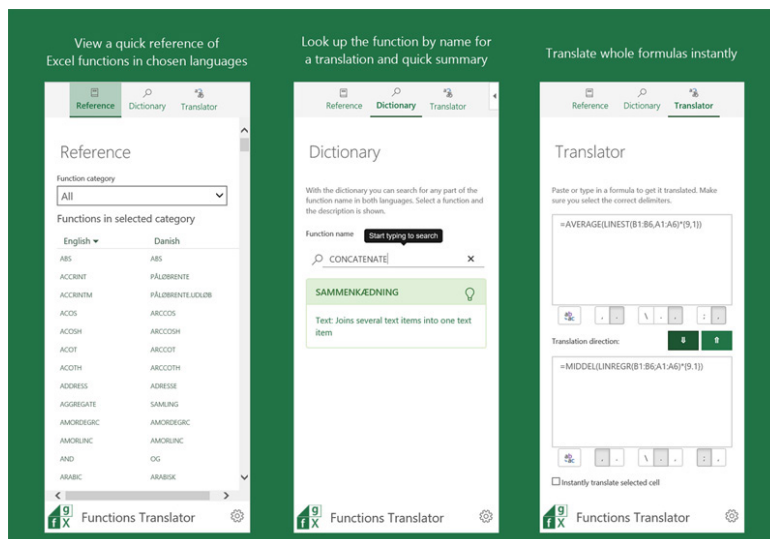 View a quick reference of
Excel functions in chosen languages
Reference
Dictionary
Translator
Reference
Function category
All
Functions in selected category
English Danish
ABS ABS
ACCRINT PÅLØBRENTE
ACCRINTM PÅLØBRENTE.UDLØB
ACOS ARCCOS
ACOSH ARCCOSH
ACOT ARCCOT
ACOTH ARCCOTH
ADDRESS ADRESSE
AGGREGATE SAMLING
AMORDEGRC AMORDEGRC
AMORLINC AMORLINC
AND OG
ARABIC ARABISK
Functions Translator
Look up the function by name for
a translation and quick summary
Reference
Dictionary
Translator
Dictionary
With the dictionary you can search for any part of the
function name in both languages. Select a function and
the description is shown.
Function name
Start typing to search
CONCATENATE
SAMMENKÆDNING
Text: Joins several text items into one text
item
Functions Translator
Translate whole formulas instantly
Reference
Dictionary
Translator
Translator
Paste or type in a formula to get it translated. Make
sure you select the correct delimiters.
=AVERAGE(LINEST(B1:B6,A1:A6)*{9,1})
Translation direction:
=MIDDEL(LINREGR(B1:B6;A1:A6)*{9.1})
Instantly translate selected cell
Functions Translator